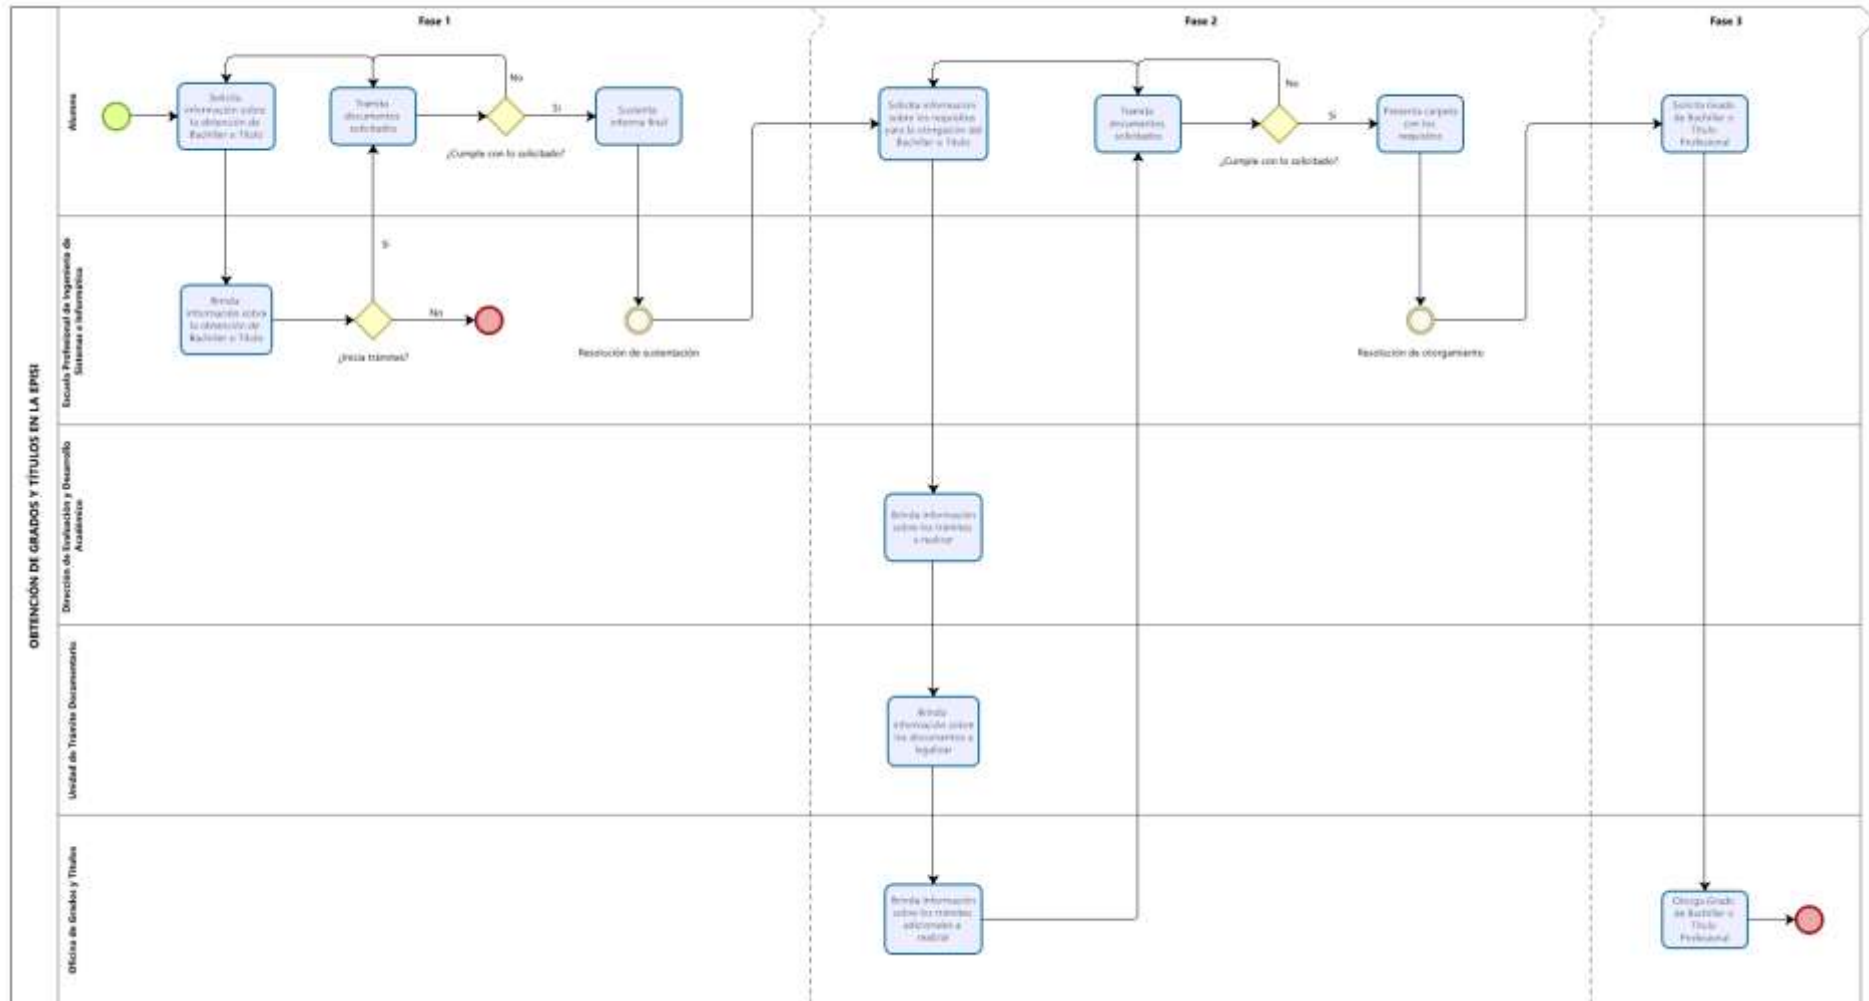 OBTENCIÓN DE GRADOS Y TÍTULOS EN LA EPISI
Fase 1
Fase 2
Fase 3
Alumno
Solicita
información sobre
la obtención de
Bachiller o Título
Tramita
documentos
solicitados
No
Si
¿Cumple con lo solicitado?
Sustenta
informe final
Solicita información
sobre los requisitos
para la otorgación del
Bachiller o Título
Tramita
documentos
solicitados
No
Si
¿Cumple con lo solicitado?
Presenta carpeta
con los
requisitos
Solicita Grado
de Bachiller o
Título
Profesional
Escuela Profesional de Ingeniería de
Sistemas e Informática
Brinda
información sobre
la obtención de
Bachiller o Título
Si
No
¿Inicia trámites?
Resolución de sustentación
Resolución de otorgamiento
Dirección de Evaluación y Desarrollo
Académico
Brinda información
sobre los trámites
a realizar
Unidad de Trámite Documentario
Brinda
información sobre
los documentos a
legalizar
Oficina de Grados y Títulos
Brinda información
sobre los trámites
adicionales a
realizar
Otorga Grado
de Bachiller o
Título
Profesional